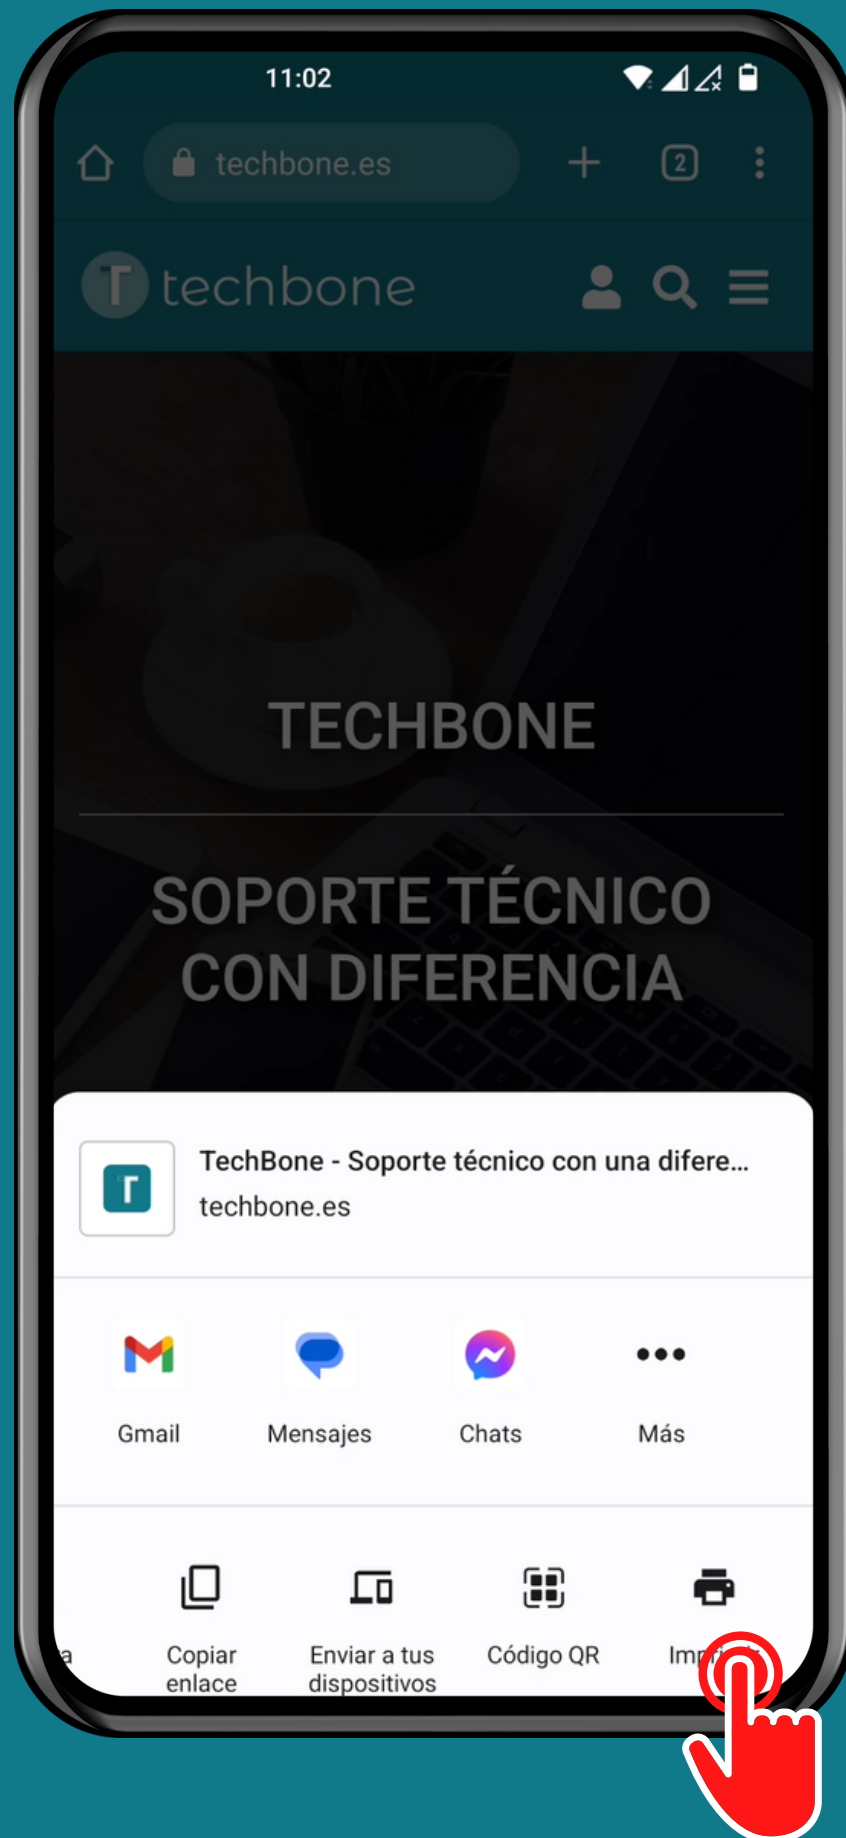 11:02
techbone.es
2
T techbone
TECHBONE
SOPORTE TÉCNICO
CON DIFERENCIA
T
TechBone - Soporte técnico con una difere...
techbone.es
Gmail
Mensajes
Chats
Más
a
Copiar
enlace
Enviar a tus
dispositivos
Código QR